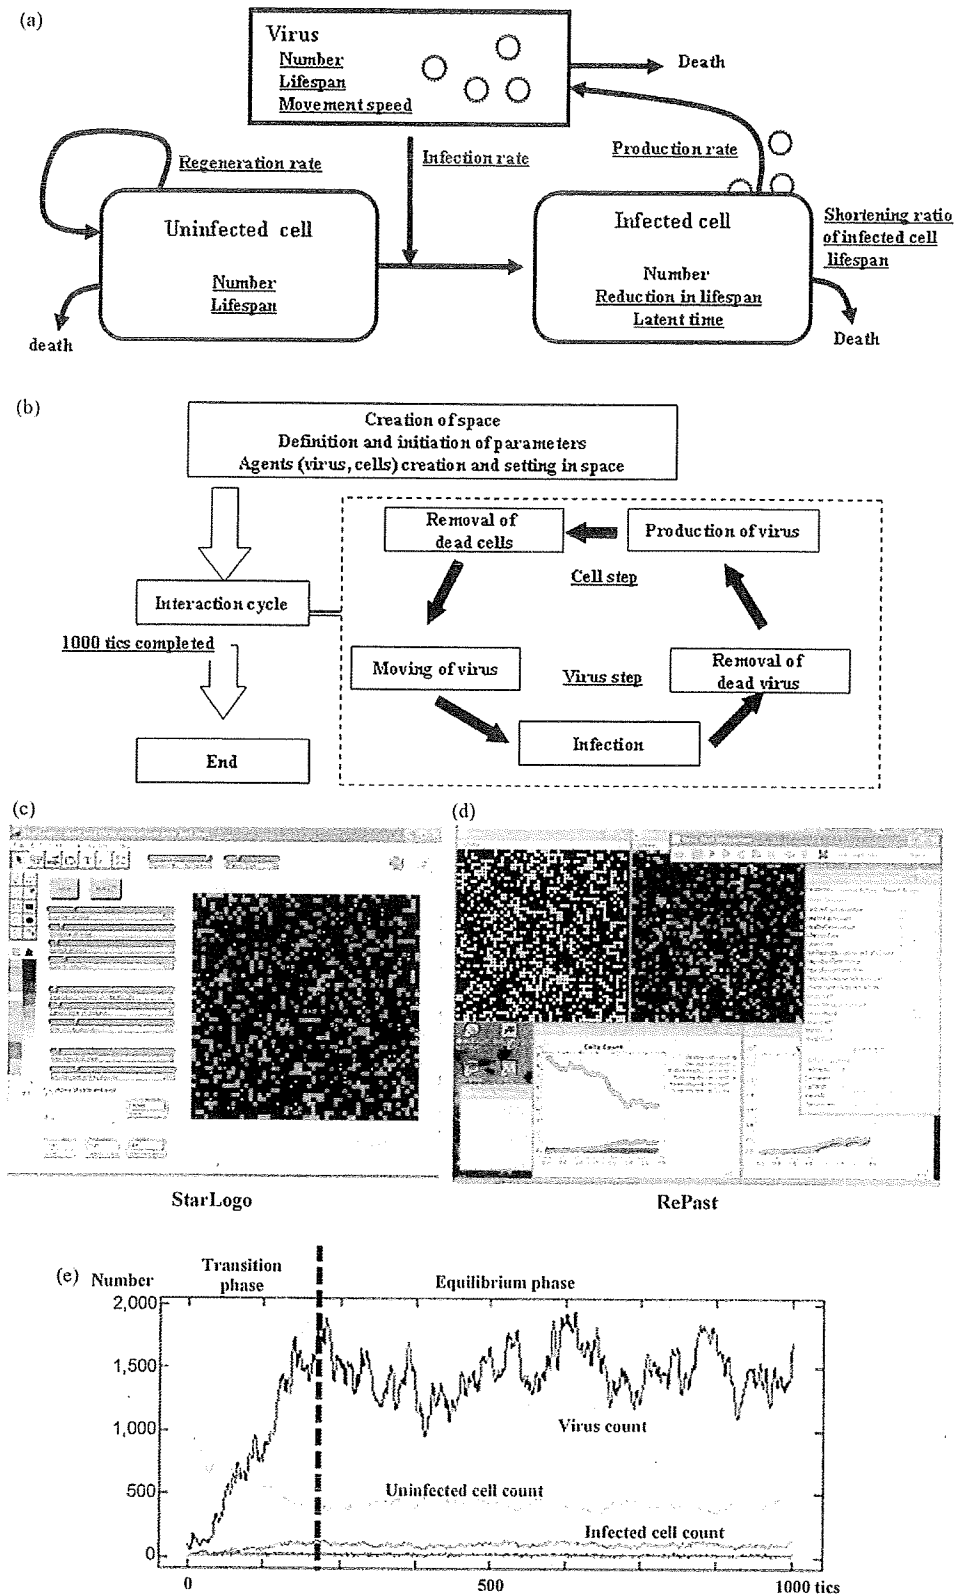 (a)
Virus
Number
Lifespan
Movement speed
Death
Regeneration rate
Infection rate
Production rate
Uninfected cell
Number
Lifespan
death
Infected cell
Number
Reduction in lifespan
Latent time
Shortening ratio
of infected cell
lifespan
Death
(b)
Creation of space
Definition and initiation of parameters
Agents (virus, cells) creation and setting in space
Removal of
dead cells
Production of virus
Cell step
Interaction cycle
1000 tics completed
Moving of virus
Virus step
Removal of
dead virus
Infection
End
(c)
(d)
Cells Count
StarLogo
RePast
(e)
Number
Transition
phase
Equilibrium phase
2,000
1,500
1,000
500
0
Virus count
Uninfected cell count
Infected cell count
0
500
1000 tics